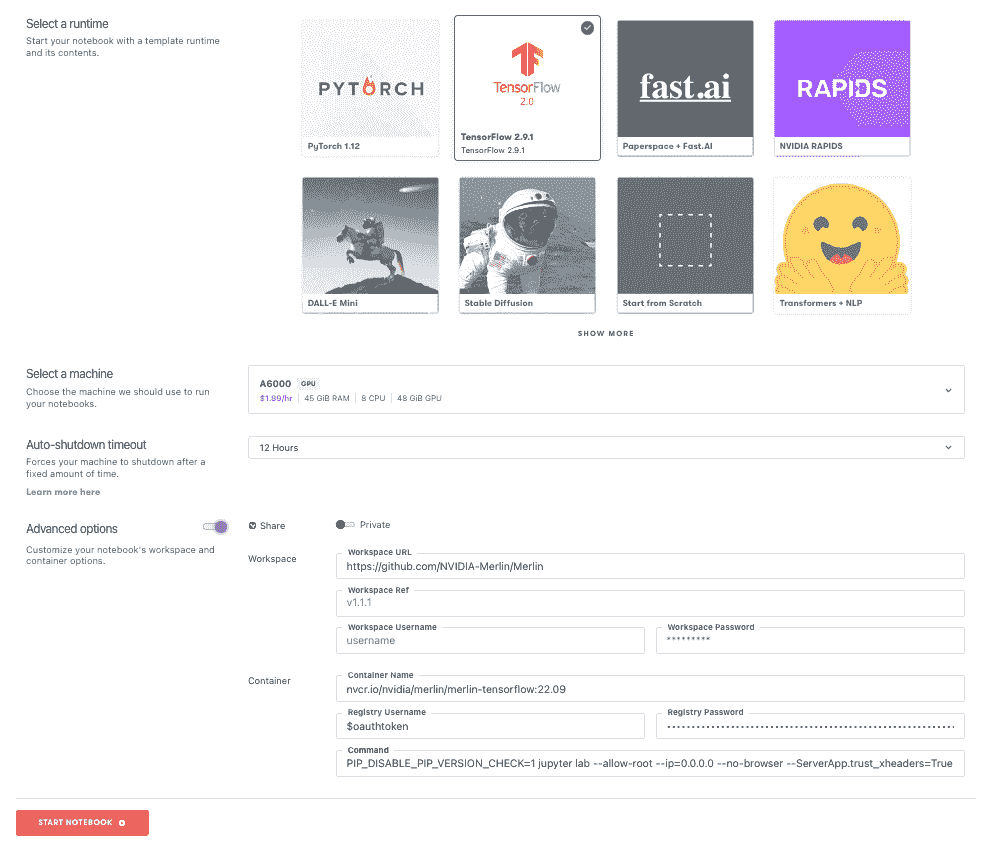 Select a runtime
Start your notebook with a template runtime
and its contents.
PYTORCH
PyTorch 1.12
TensorFlow
2.0
TensorFlow 2.9.1
TensorFlow 2.9.1
fast.ai
Paperspace + Fast.AI
RAPIDS
NVIDIA RAPIDS
DALL-E Mini
Stable Diffusion
Start from Scratch
Transformers + NLP
SHOW MORE
Select a machine
Choose the machine we should use to run
your notebooks.
A6000 GPU
$1.89/hr 45 GiB RAM 8 CPU 48 GiB GPU
Auto-shutdown timeout
Forces your machine to shutdown after a
fixed amount of time.
Learn more here
12 Hours
Advanced options
Customize your notebook's workspace and
container options.
Share Private
Workspace
Workspace URL
https://github.com/NVIDIA-Merlin/Merlin
Workspace Ref
v1.1.1
Workspace Username
username
Workspace Password
*********
Container
Container Name
nvcr.io/nvidia/merlin/merlin-tensorflow:22.09
Registry Username
$oauthtoken
Registry Password
Command
PIP_DISABLE_PIP_VERSION_CHECK=1 jupyter lab --allow-root --ip=0.0.0.0 --no-browser --ServerApp.trust_xheaders=True
START NOTEBOOK